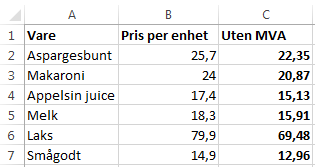 A B C
1 Vare Pris per enhet Uten MVA
2 Aspargesbunt 25,7 22,35
3 Makaroni 24 20,87
4 Appelsin juice 17,4 15,13
5 Melk 18,3 15,91
6 Laks 79,9 69,48
7 Smågodt 14,9 12,96